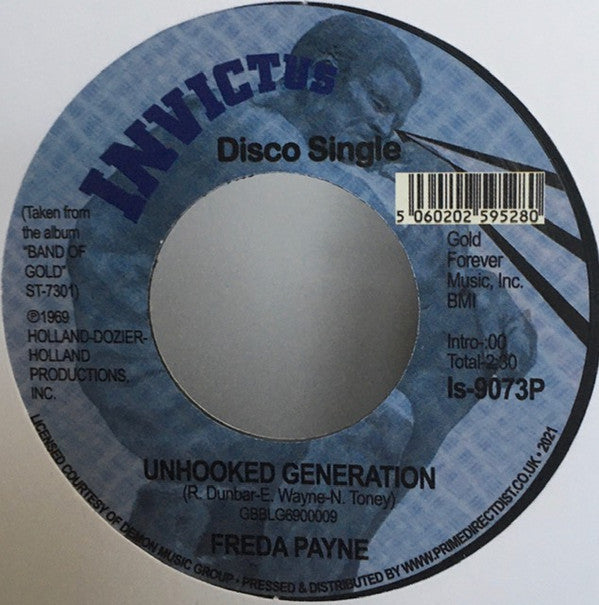 INVICTUS
Disco Single
5 060202 595280
(Taken from
the album
"BAND OF
GOLD"
ST-7301)
℗1969
HOLLAND-DOZIER-
HOLLAND
PRODUCTIONS,
INC.
Gold
Forever
Music, Inc.
BMI
Intro-:00
Total-2:30
Is-9073P
UNHOOKED GENERATION
(R. Dunbar-E. Wayne-N. Toney)
GBBLG6900009
FREDA PAYNE
LICENSED COURTESY OF DEMON MUSIC GROUP • PRESSED & DISTRIBUTED BY WWW.PRIMEDIRECTDIST.CO.UK • 2021